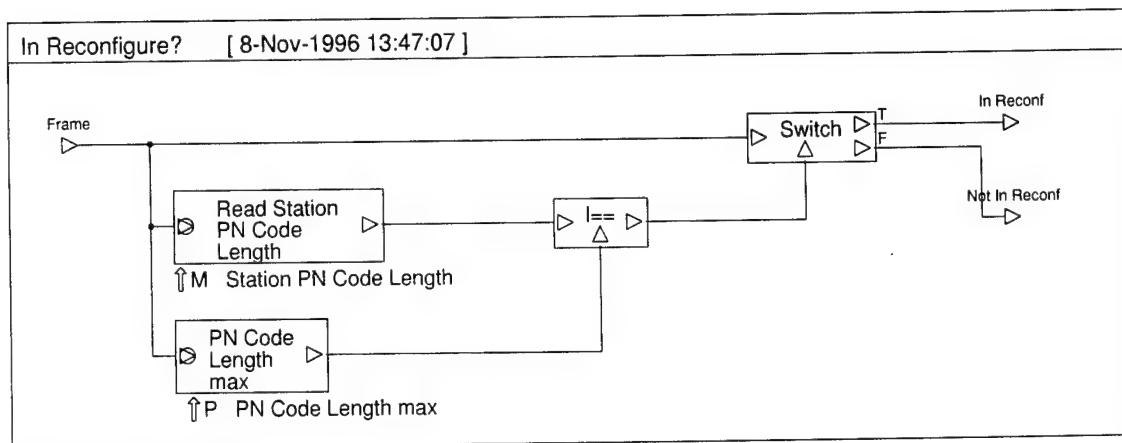 In Reconfigure? [ 8-Nov-1996 13:47:07 ]
Frame
Switch
T
F
In Reconf
Not In Reconf
Read Station
PN Code
Length
⇧M Station PN Code Length
I==
PN Code
Length
max
⇧P PN Code Length max